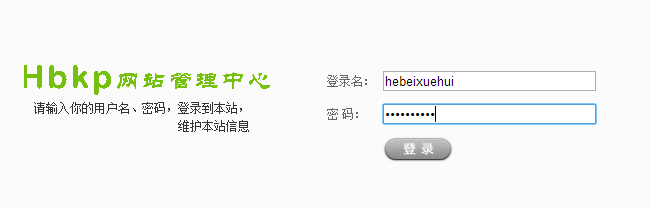 Hbkp网站管理中心
请输入你的用户名、密码，登录到本站，
维护本站信息
登录名： hebeixuehui
密 码： ••••••••••
登 录